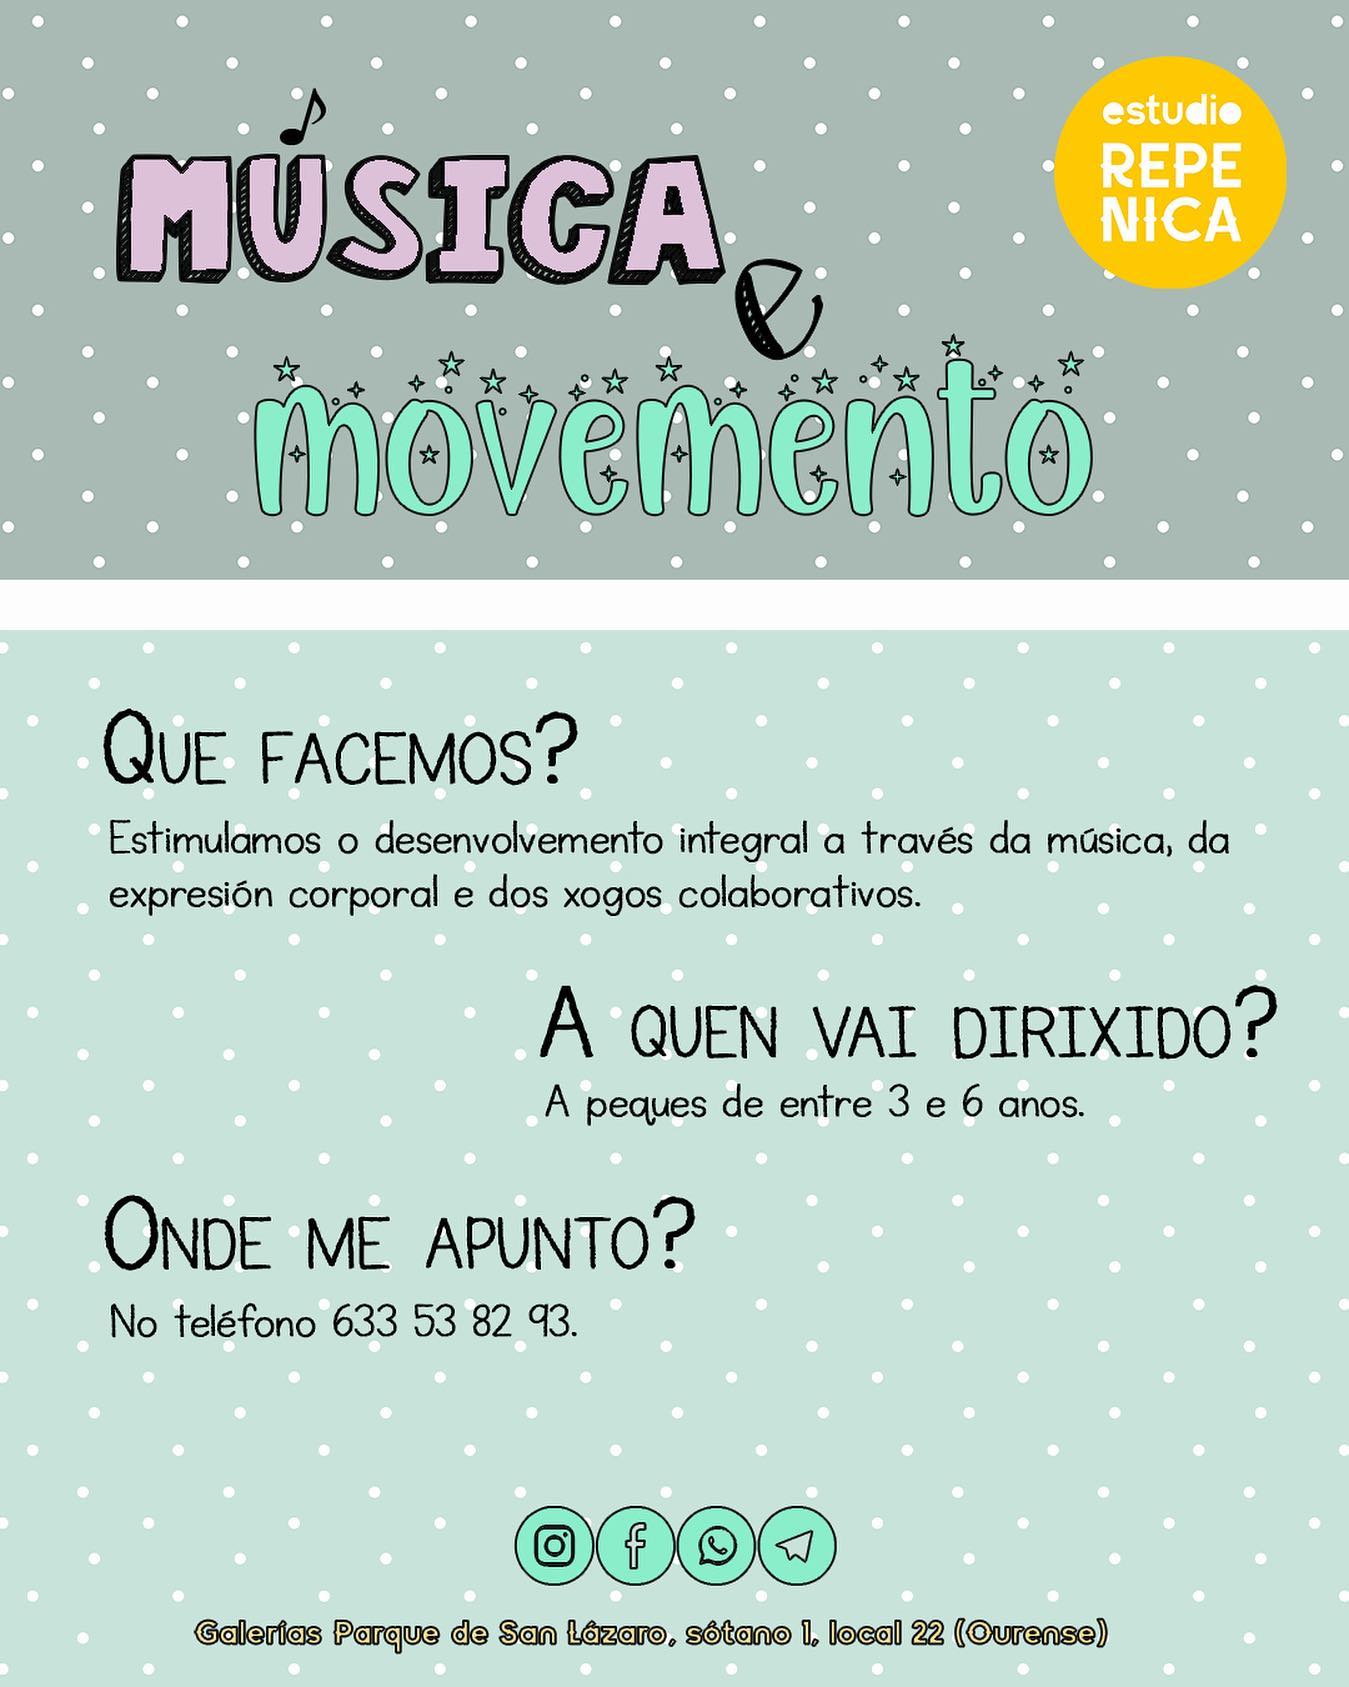 MÚSICA
e
movemento
estudio
REPE
NICA
QUE FACEMOS?
Estimulamos o desenvolvemento integral a través da música, da
expresión corporal e dos xogos colaborativos.
A QUEN VAI DIRIXIDO?
A peques de entre 3 e 6 anos.
ONDE ME APUNTO?
No teléfono 633 53 82 93.
Galerías Parque de San Lázaro, sótano 1, local 22 (Ourense)